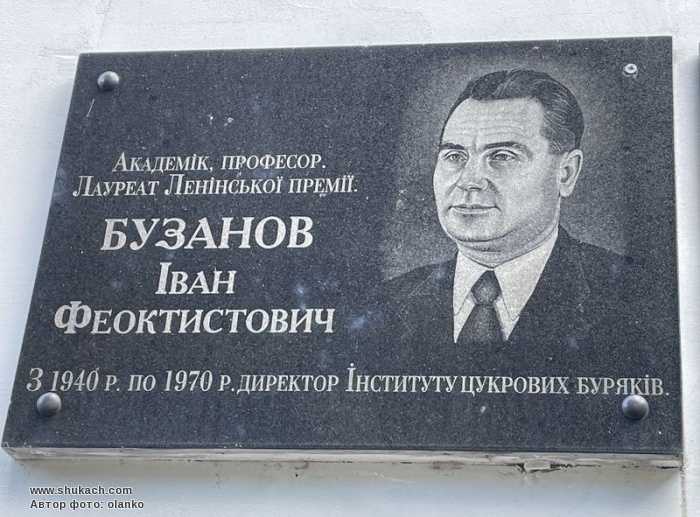 Академік, професор.
Лауреат Ленінської премії.
БУЗАНОВ
Іван
Феоктистович
З 1940 р. по 1970 р. директор Інституту цукрових буряків.
www.shukach.com
Автор фото: olanko